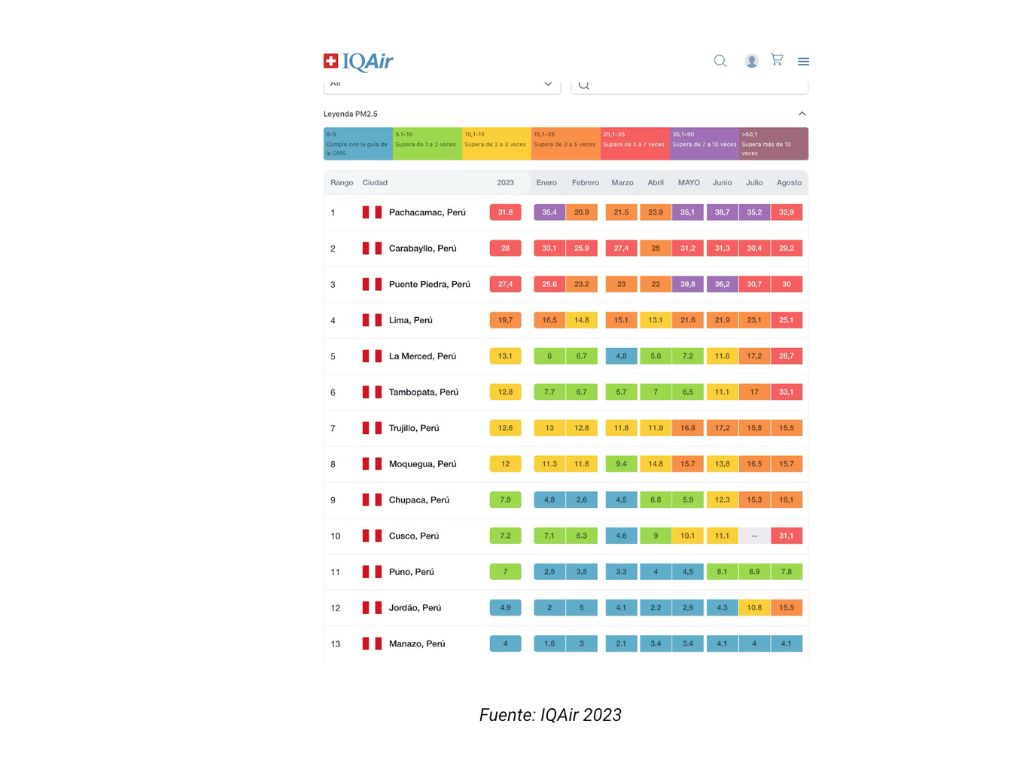 IQAir
All
Leyenda PM2.5
0-5 5.1-10 10,1-15 15,1-25 25,1-35 35,1-50 >50,1
Cumple con la guía de la OMS Supera de 1 a 2 veces Supera de 2 a 3 veces Supera de 3 a 5 veces Supera de 5 a 7 veces Supera de 7 a 10 veces Supera más de 10 veces
Rango Ciudad 2023 Enero Febrero Marzo Abril MAYO Junio Julio Agosto
1 Pachacamac, Perú 31.8 35.4 20.9 21.5 23.9 35,1 38,7 35,2 32,9
2 Carabayllo, Perú 28 33,1 25.9 27,4 25 31,2 31,3 30,4 29,2
3 Puente Piedra, Perú 27,4 25.6 23.2 23 22 39,8 36,2 30,7 30
4 Lima, Perú 19,7 16,5 14.8 15.1 13.1 21.6 21.9 23,1 25.1
5 La Merced, Perú 13.1 6 6.7 4,8 5.6 7.2 11.6 17,2 28,7
6 Tambopata, Perú 12.8 7.7 6.7 5.7 7 6,5 11.1 17 33,1
7 Trujillo, Perú 12.6 13 12.8 11.8 11.9 16.8 17,2 15,8 15.5
8 Moquegua, Perú 12 11.3 11.8 9.4 14.8 15.7 13,8 16,5 15.7
9 Chupaca, Perú 7.9 4,8 2,6 4,5 6.8 5.9 12.3 15,3 19,1
10 Cusco, Perú 7.2 7.1 6.3 4.6 9 10.1 11.1 -- 31,1
11 Puno, Perú 7 2,5 3,5 3.3 4 4,5 8.1 8.9 7.8
12 Jordão, Perú 4.9 2 5 4.1 2.2 2,9 4.3 10.8 15.5
13 Manazo, Perú 4 1,6 3 2.1 3.4 3.4 4.1 4 4.1
Fuente: IQAir 2023